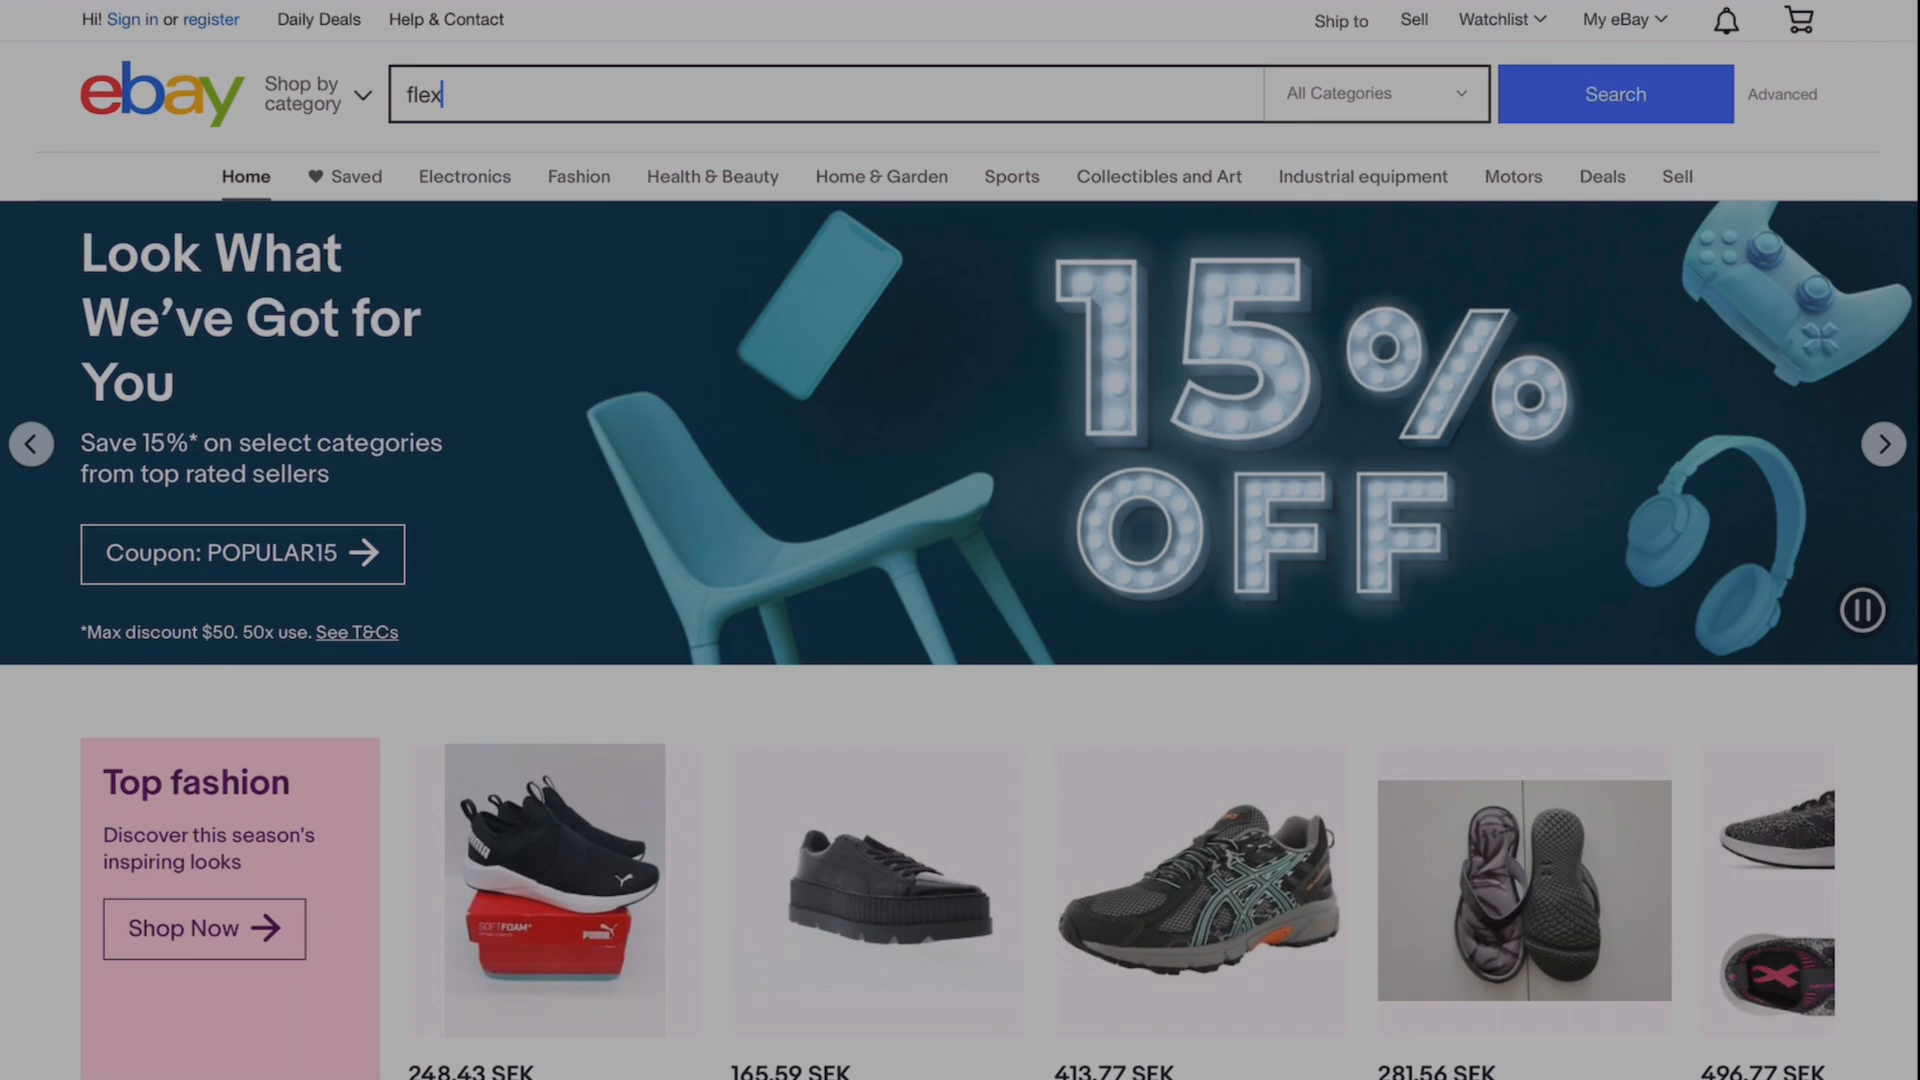 Hi! Sign in or register
Daily Deals
Help & Contact
Ship to
Sell
Watchlist
My eBay
ebay
Shop by
category
flex
All Categories
Search
Advanced
Home
Saved
Electronics
Fashion
Health & Beauty
Home & Garden
Sports
Collectibles and Art
Industrial equipment
Motors
Deals
Sell
Look What
We’ve Got for
You
Save 15%* on select categories
from top rated sellers
Coupon: POPULAR15
*Max discount $50. 50x use. See T&Cs
15%
OFF
Top fashion
Discover this season's
inspiring looks
Shop Now
SOFTFOAM+
PUMA
248.43 SEK
165.59 SEK
413.77 SEK
281.56 SEK
496.77 SEK